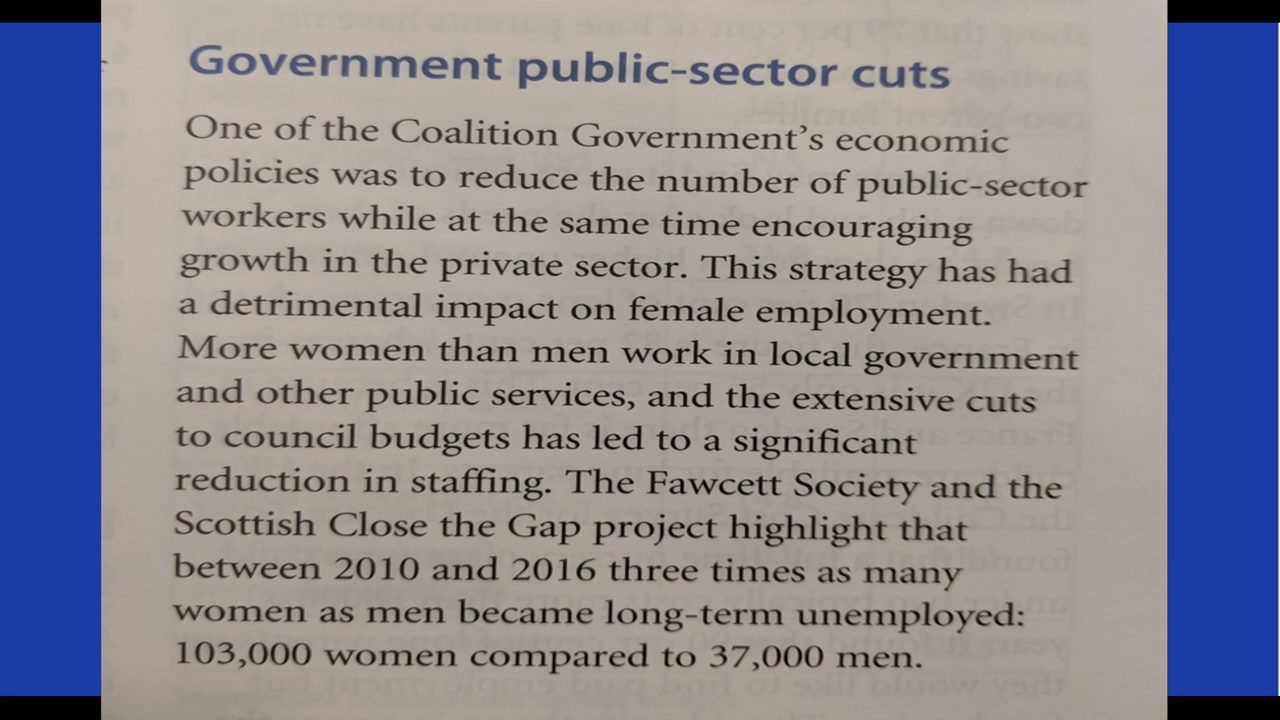 Government public-sector cuts
One of the Coalition Government's economic
policies was to reduce the number of public-sector
workers while at the same time encouraging
growth in the private sector. This strategy has had
a detrimental impact on female employment.
More women than men work in local government
and other public services, and the extensive cuts
to council budgets has led to a significant
reduction in staffing. The Fawcett Society and the
Scottish Close the Gap project highlight that
between 2010 and 2016 three times as many
women as men became long-term unemployed:
103,000 women compared to 37,000 men.